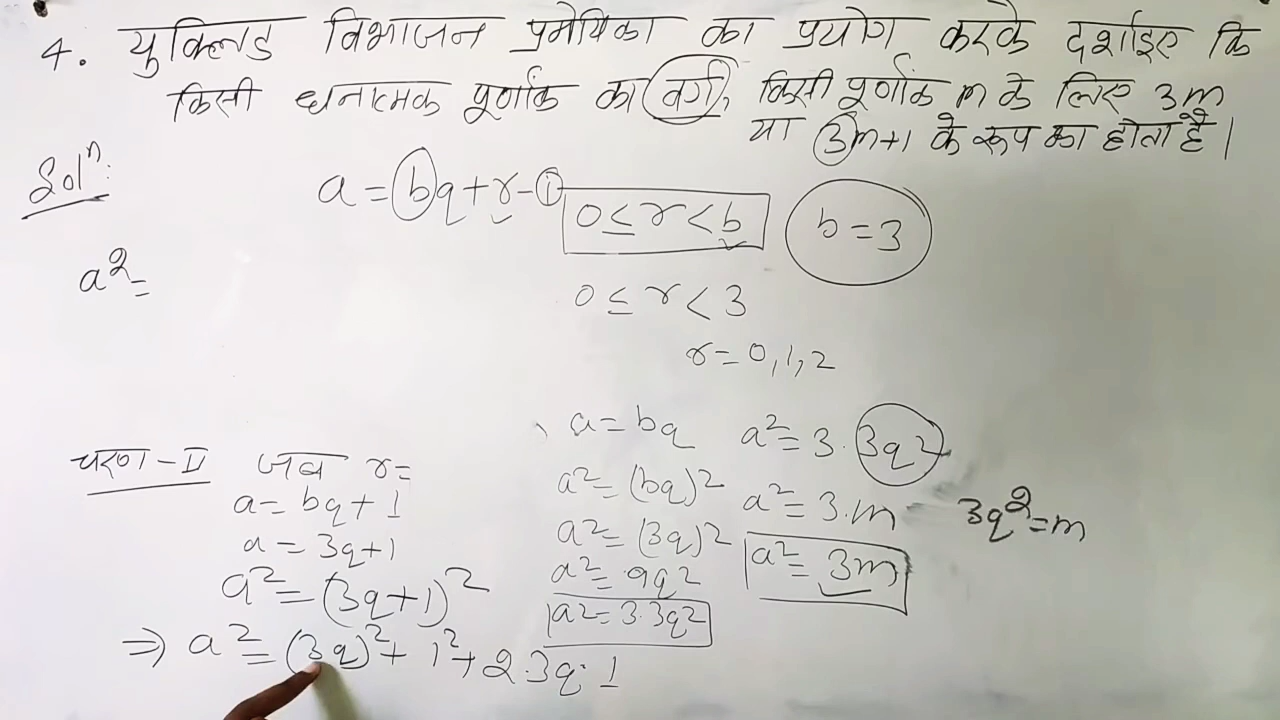 4. युक्लिड विभाजन प्रमेयिका का प्रयोग करके दर्शाइए कि
किसी धनात्मक पूर्णांक का वर्ग, किसी पूर्णांक m के लिए 3m
या 3m+1 के रूप का होता है।
Solⁿ:
a = bq + r - ①
0 ≤ r < b
b = 3
a² =
0 ≤ r < 3
r = 0, 1, 2
a = bq
a² = (bq)²
a² = (3q)²
a² = 9q²
a² = 3.3q²
a² = 3.3q²
a² = 3.m
3q² = m
a² = 3m
चरण - II जब r =
a = bq + 1
a = 3q + 1
a² = (3q + 1)²
⇒ a² = (3q)² + 1² + 2.3q.1